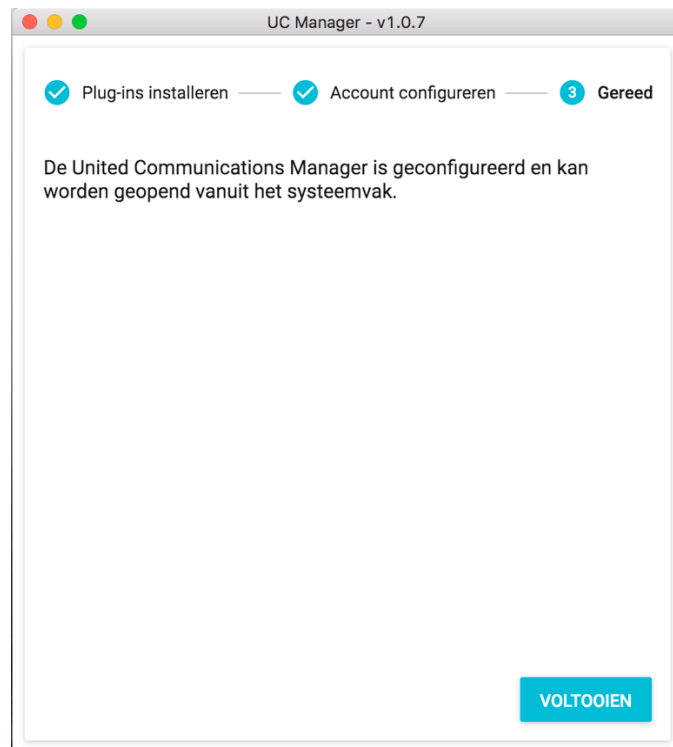 UC Manager - v1.0.7
Plug-ins installeren Account configureren 3 Gereed
De United Communications Manager is geconfigureerd en kan
worden geopend vanuit het systeemvak.
VOLTOOIEN